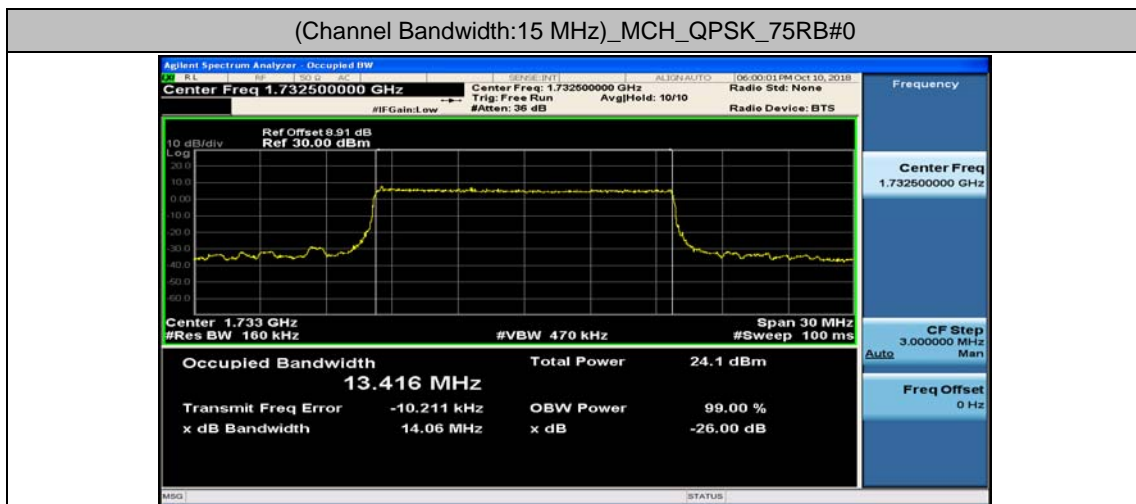 (Channel Bandwidth:15 MHz)_MCH_QPSK_75RB#0
Agilent Spectrum Analyzer - Occupied BW
RL RF 50 Ω AC SENSE:INT ALIGN AUTO 06:00:01 PM Oct 10, 2018
Center Freq 1.732500000 GHz
Center Freq: 1.732500000 GHz
Radio Std: None
Trig: Free Run Avg|Hold: 10/10
#IFGain:Low #Atten: 36 dB Radio Device: BTS
Frequency
Ref Offset 8.91 dB
10 dB/div Ref 30.00 dBm
Log
20.0
10.0
0.00
-10.0
-20.0
-30.0
-40.0
-50.0
-60.0
Center Freq
1.732500000 GHz
Center 1.733 GHz Span 30 MHz
#Res BW 160 kHz #VBW 470 kHz #Sweep 100 ms
CF Step
3.000000 MHz
Auto Man
Occupied Bandwidth Total Power 24.1 dBm
13.416 MHz
Transmit Freq Error -10.211 kHz OBW Power 99.00 %
x dB Bandwidth 14.06 MHz x dB -26.00 dB
Freq Offset
0 Hz
MSG STATUS